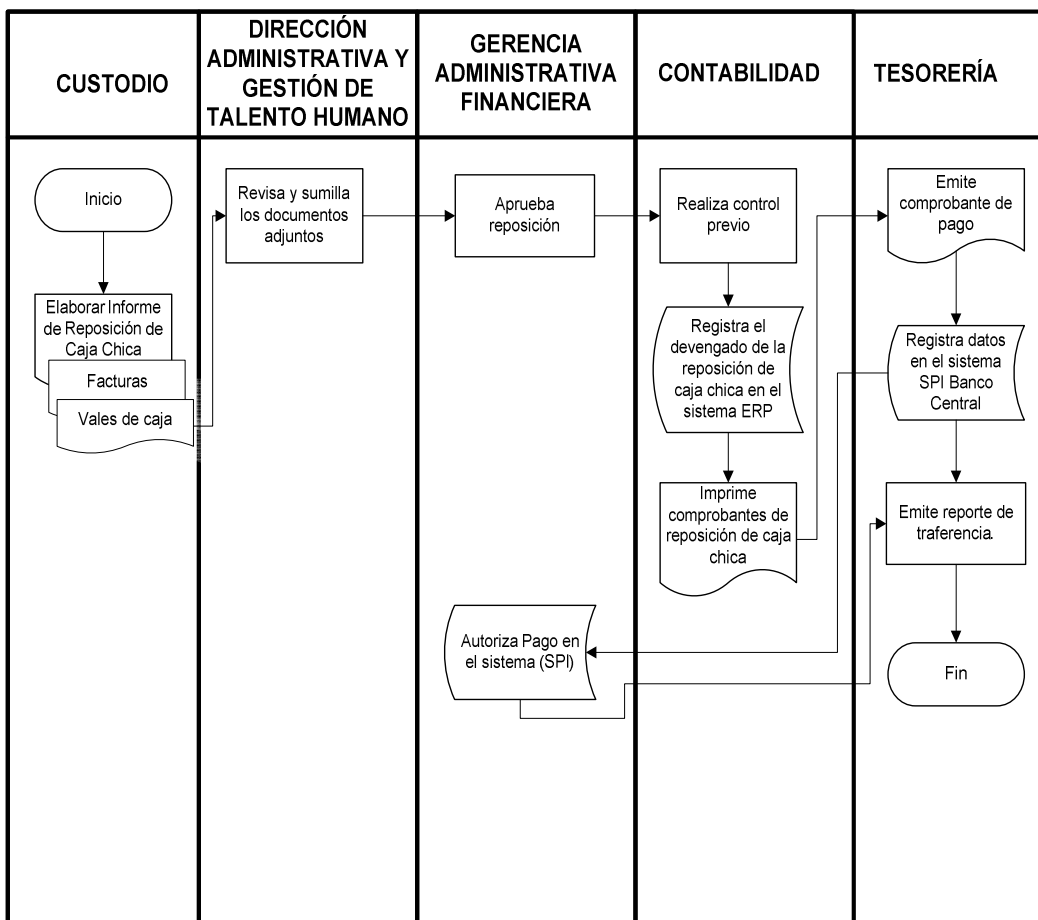 CUSTODIO
DIRECCIÓN
ADMINISTRATIVA Y
GESTIÓN DE
TALENTO HUMANO
GERENCIA
ADMINISTRATIVA
FINANCIERA
CONTABILIDAD
TESORERÍA
Inicio
Elaborar Informe
de Reposición de
Caja Chica
Facturas
Vales de caja
Revisa y sumilla
los documentos
adjuntos
Aprueba
reposición
Realiza control
previo
Registra el
devengado de la
reposición de
caja chica en el
sistema ERP
Imprime
comprobantes de
reposición de caja
chica
Emite
comprobante de
pago
Registra datos
en el sistema
SPI Banco
Central
Autoriza Pago en
el sistema (SPI)
Emite reporte de
traferencia.
Fin